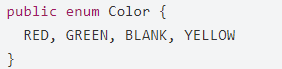 public enum Color {
RED, GREEN, BLANK, YELLOW
}